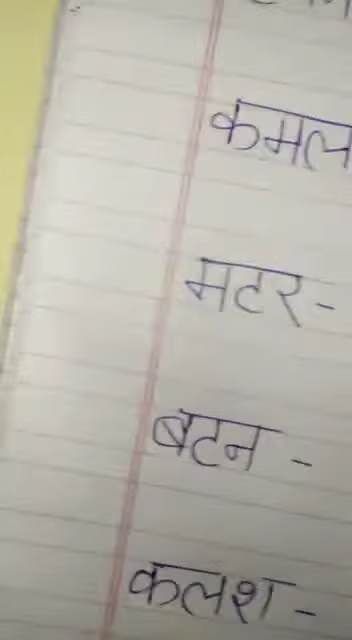 कमल
मटर-
बटन -
कलश -